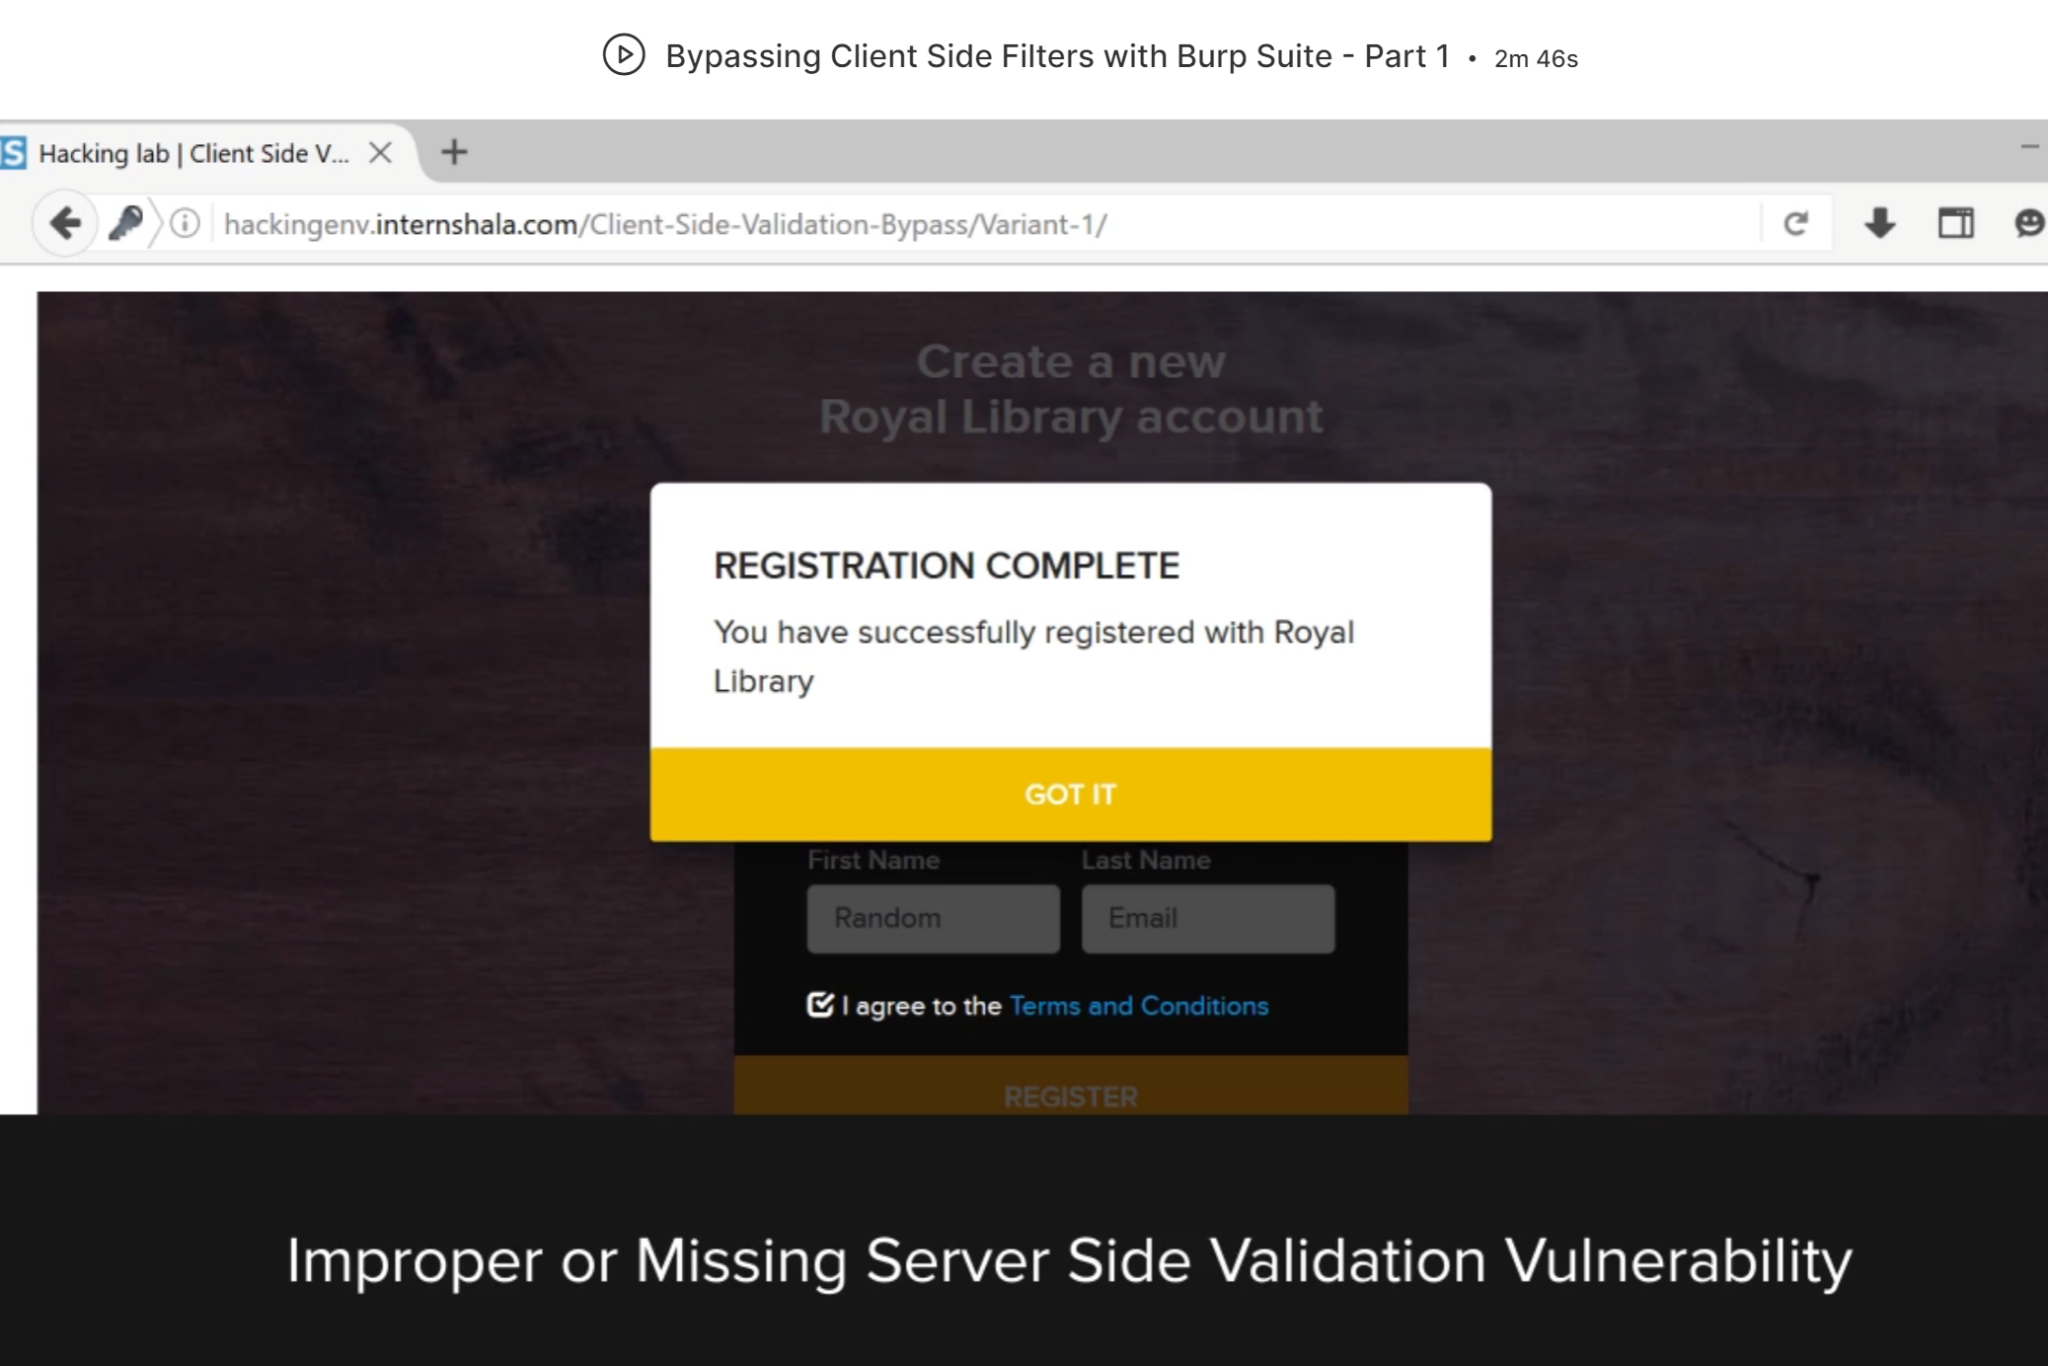 Bypassing Client Side Filters with Burp Suite - Part 1 • 2m 46s
Hacking lab | Client Side V...
hackingenv.internshala.com/Client-Side-Validation-Bypass/Variant-1/
Create a new
Royal Library account
REGISTRATION COMPLETE
You have successfully registered with Royal
Library
GOT IT
First Name Last Name
Random Email
I agree to the Terms and Conditions
REGISTER
Improper or Missing Server Side Validation Vulnerability